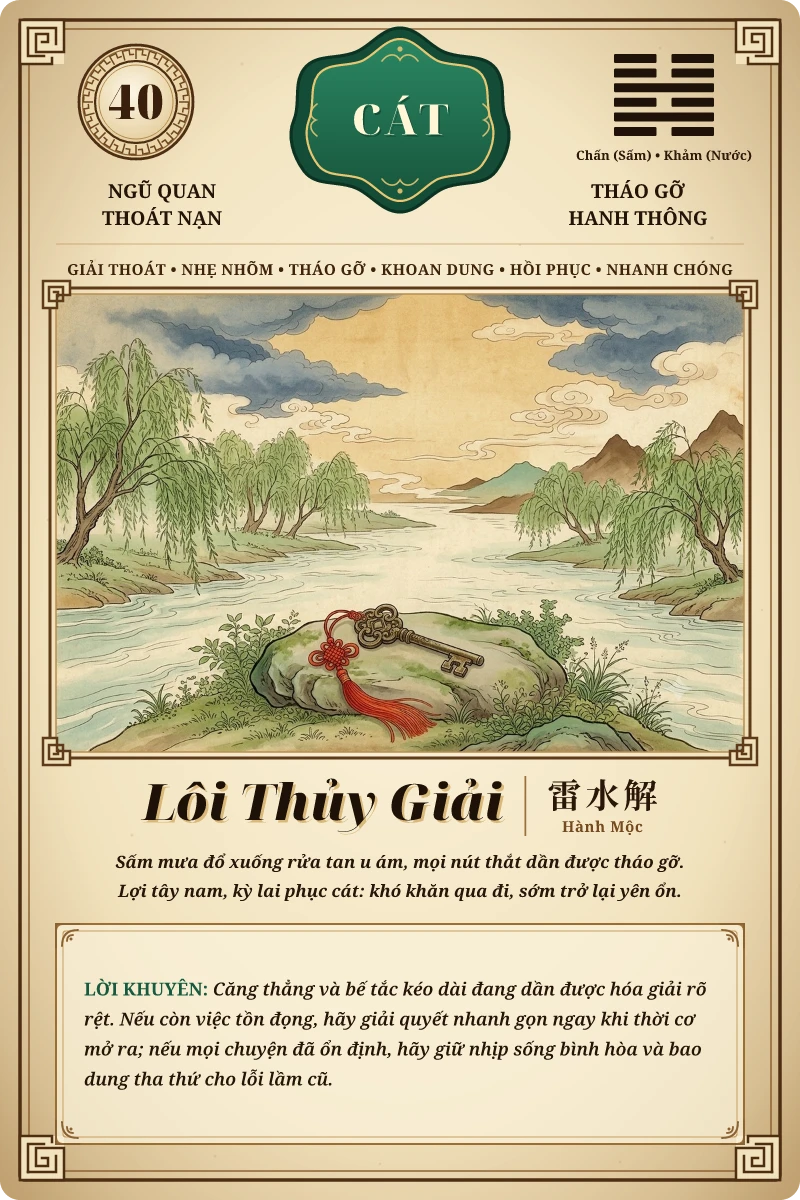 40
CÁT
Chấn (Sấm) • Khảm (Nước)
NGŨ QUAN
THOÁT NẠN
THÁO GỠ
HANH THÔNG
GIẢI THOÁT • NHẸ NHÕM • THÁO GỠ • KHOAN DUNG • HỒI PHỤC • NHANH CHÓNG
Lôi Thủy Giải
雷水解
Hành Mộc
Sấm mưa đổ xuống rửa tan u ám, mọi nút thắt dần được tháo gỡ.
Lợi tây nam, kỳ lai phục cát: khó khăn qua đi, sớm trở lại yên ổn.
LỜI KHUYÊN: Căng thẳng và bế tắc kéo dài đang dần được hóa giải rõ
rệt. Nếu còn việc tồn đọng, hãy giải quyết nhanh gọn ngay khi thời cơ
mở ra; nếu mọi chuyện đã ổn định, hãy giữ nhịp sống bình hòa và bao
dung tha thứ cho lỗi lầm cũ.